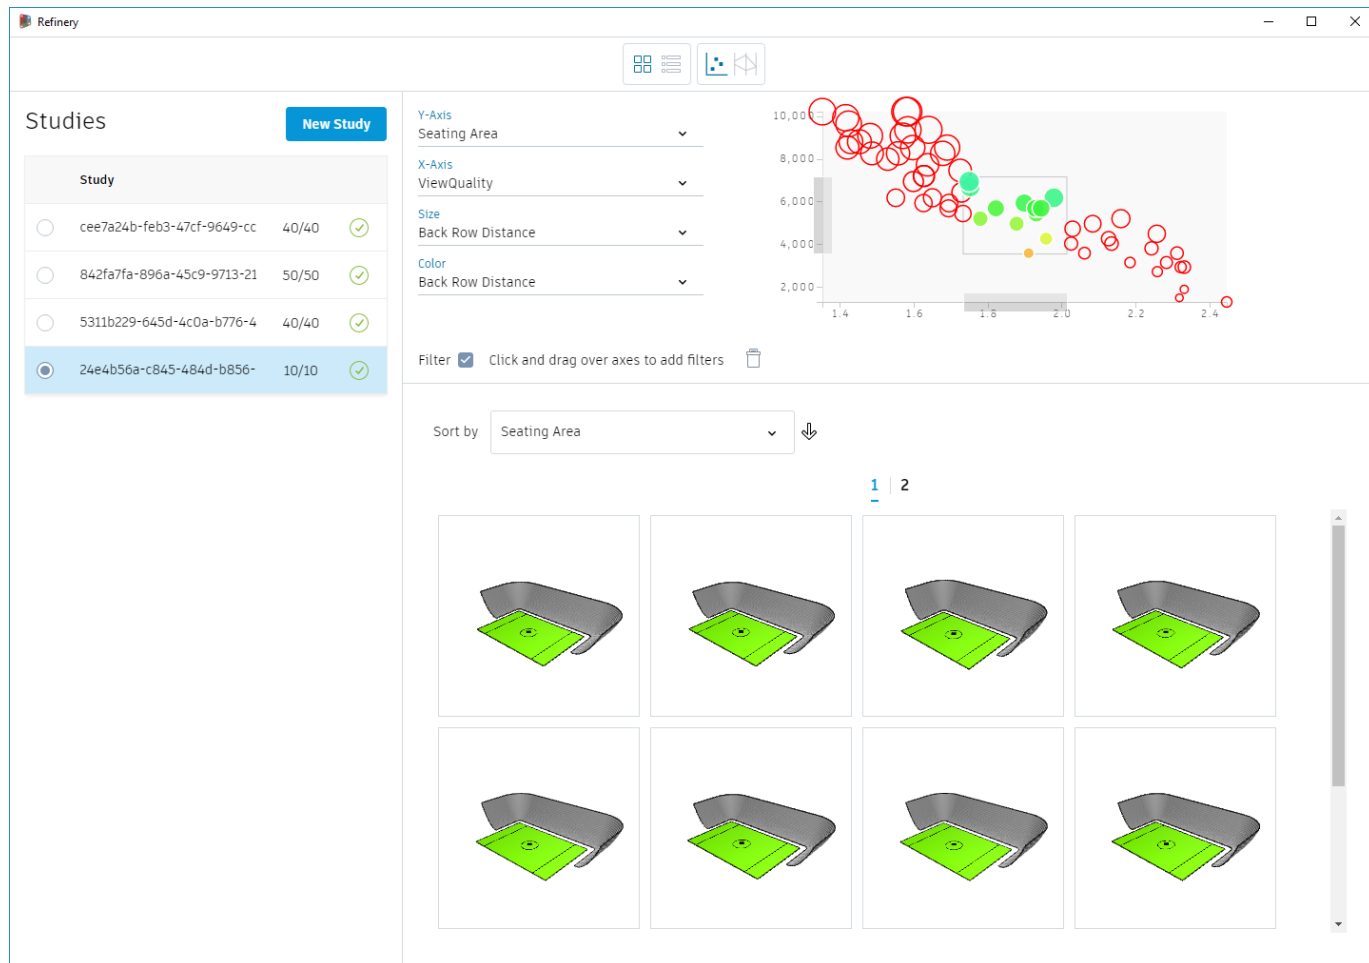 Refinery
Studies
New Study
Study
cee7a24b-feb3-47cf-9649-cc 40/40
842fa7fa-896a-45c9-9713-21 50/50
5311b229-645d-4c0a-b776-4 40/40
24e4b56a-c845-484d-b856- 10/10
Y-Axis
Seating Area
X-Axis
ViewQuality
Size
Back Row Distance
Color
Back Row Distance
10,000
8,000
6,000
4,000
2,000
1.4 1.6 1.8 2.0 2.2 2.4
Filter Click and drag over axes to add filters
Sort by Seating Area
1 2